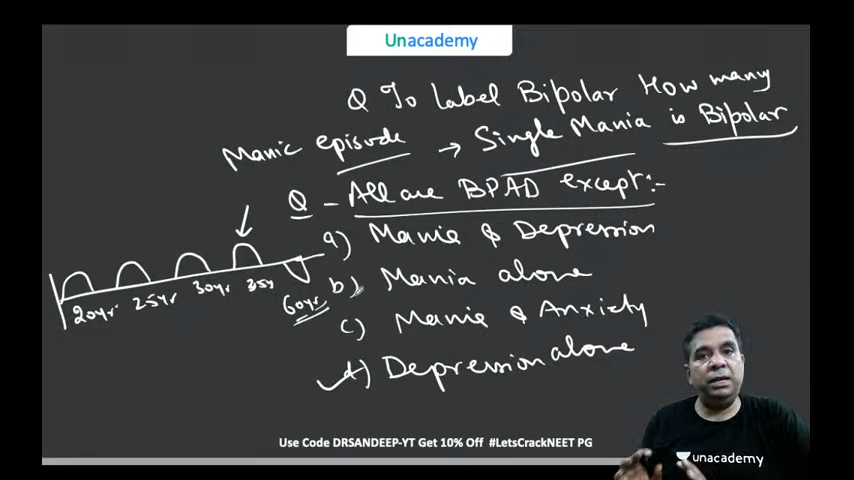 Unacademy
Q To Label Bipolar How many
Manic episode → Single Mania is Bipolar
Q - All are BPAD except:-
a) Mania & Depression
b) Mania alone
c) Mania & Anxiety
d) Depression alone
20yr 25yr 30yr 35y 60yr
Use Code DRSANDEEP-YT Get 10% Off #LetsCrackNEET PG
unacademy